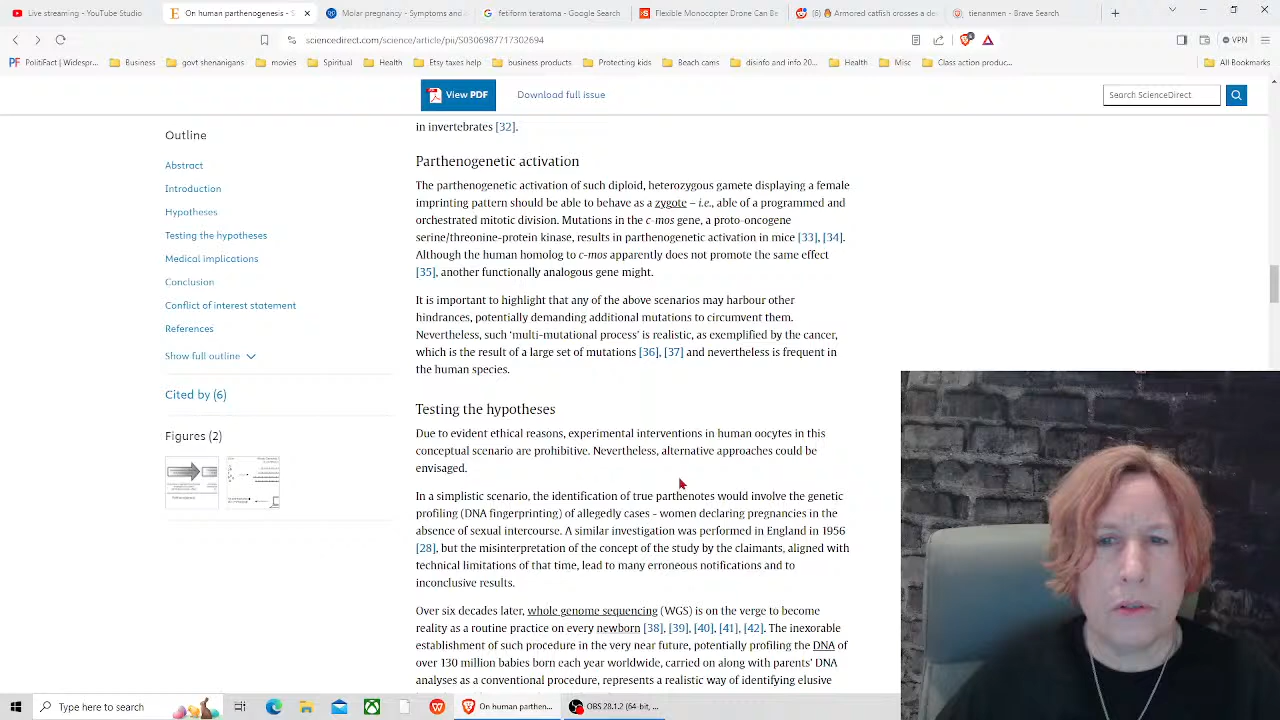 Live streaming - YouTube Studio
On human parthenogenesis - S
Molar pregnancy - Symptoms and
fetiform teratoma - Google Search
Flexible Monocopter Drone Can Be
(6) 🔥 Armored catfish crosses a de
tienanmen - Brave Search
sciencedirect.com/science/article/pii/S0306987717302694
VPN
PolitiFact | Widespr...
Business
govt shenanigans
movies
Spiritual
Health
Etsy taxes help
business products
Protecting kids
Beach cams
disinfo and info 20...
Health
Misc
Class action produc...
All Bookmarks
View PDF
Download full issue
Search ScienceDirect
Outline
Abstract
Introduction
Hypotheses
Testing the hypotheses
Medical implications
Conclusion
Conflict of interest statement
References
Show full outline
Cited by (6)
Figures (2)
in invertebrates [32].
Parthenogenetic activation
The parthenogenetic activation of such diploid, heterozygous gamete displaying a female
imprinting pattern should be able to behave as a zygote – i.e., able of a programmed and
orchestrated mitotic division. Mutations in the c-mos gene, a proto-oncogene
serine/threonine-protein kinase, results in parthenogenetic activation in mice [33], [34].
Although the human homolog to c-mos apparently does not promote the same effect
[35], another functionally analogous gene might.
It is important to highlight that any of the above scenarios may harbour other
hindrances, potentially demanding additional mutations to circumvent them.
Nevertheless, such ‘multi-mutational process’ is realistic, as exemplified by the cancer,
which is the result of a large set of mutations [36], [37] and nevertheless is frequent in
the human species.
Testing the hypotheses
Due to evident ethical reasons, experimental interventions in human oocytes in this
conceptual scenario are prohibitive. Nevertheless, alternative approaches could be
envisaged.
In a simplistic scenario, the identification of true parthenotes would involve the genetic
profiling (DNA fingerprinting) of allegedly cases - women declaring pregnancies in the
absence of sexual intercourse. A similar investigation was performed in England in 1956
[28], but the misinterpretation of the concept of the study by the claimants, aligned with
technical limitations of that time, lead to many erroneous notifications and to
inconclusive results.
Over six decades later, whole genome sequencing (WGS) is on the verge to become
reality as a routine practice on every newborn [38], [39], [40], [41], [42]. The inexorable
establishment of such procedure in the very near future, potentially profiling the DNA of
over 130 million babies born each year worldwide, carried on along with parents’ DNA
analyses as a conventional procedure, represents a realistic way of identifying elusive
Type here to search
On human parthen...
OBS 28.1.2 (64-bit, ...